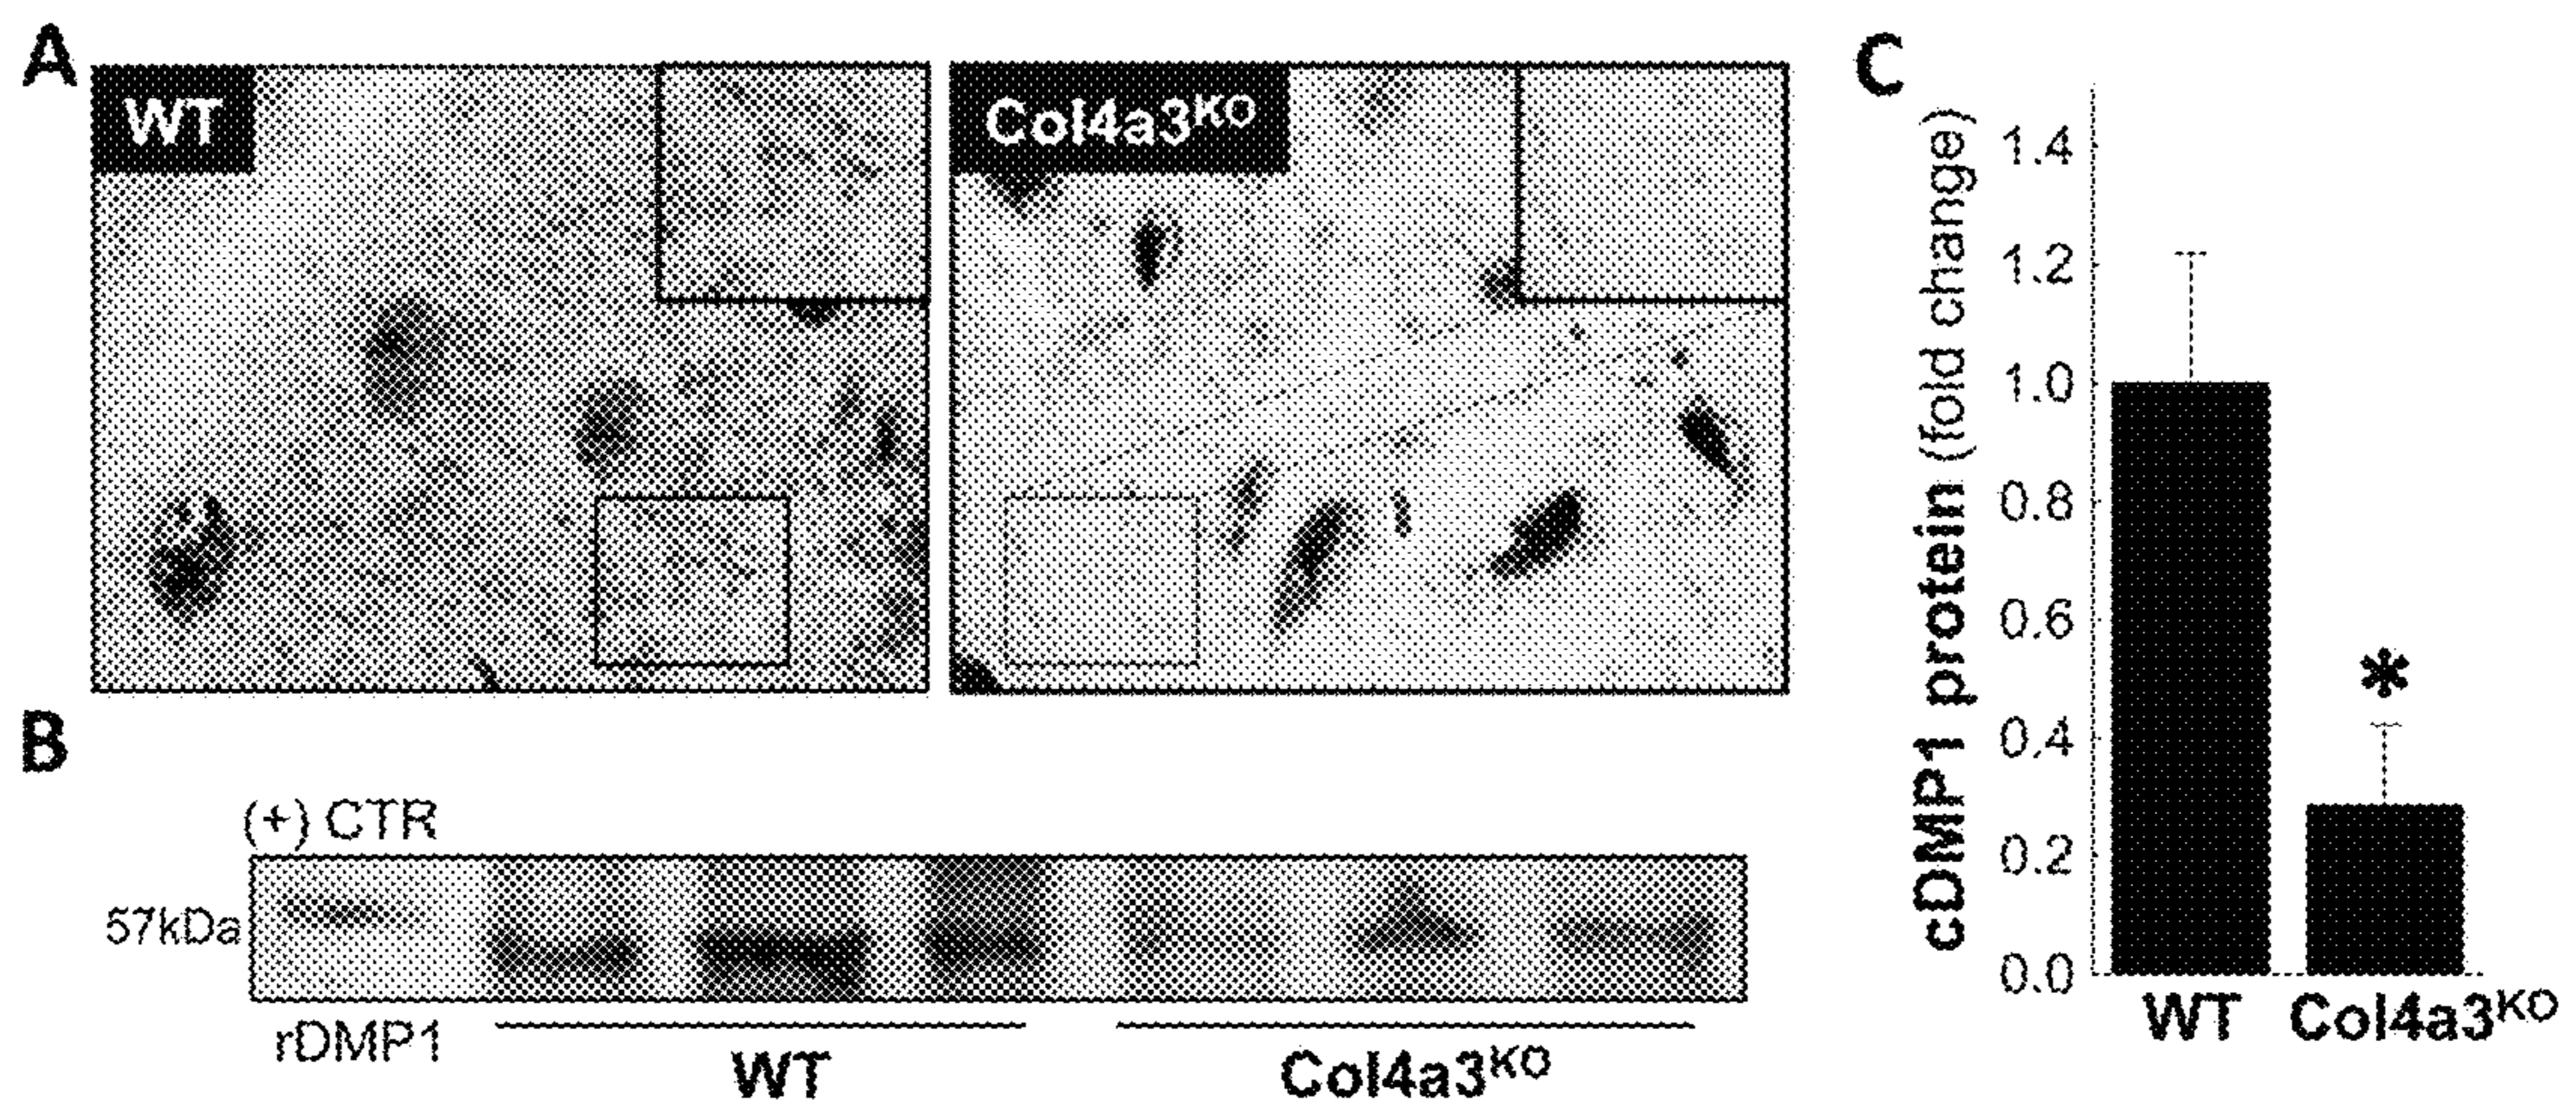 A
WT
Col4a3KO
B
(+) CTR
57kDa
rDMP1
WT
Col4a3KO
C
cDMP1 protein (fold change)
1.4
1.2
1.0
0.8
0.6
0.4
0.2
0.0
*
WT
Col4a3KO